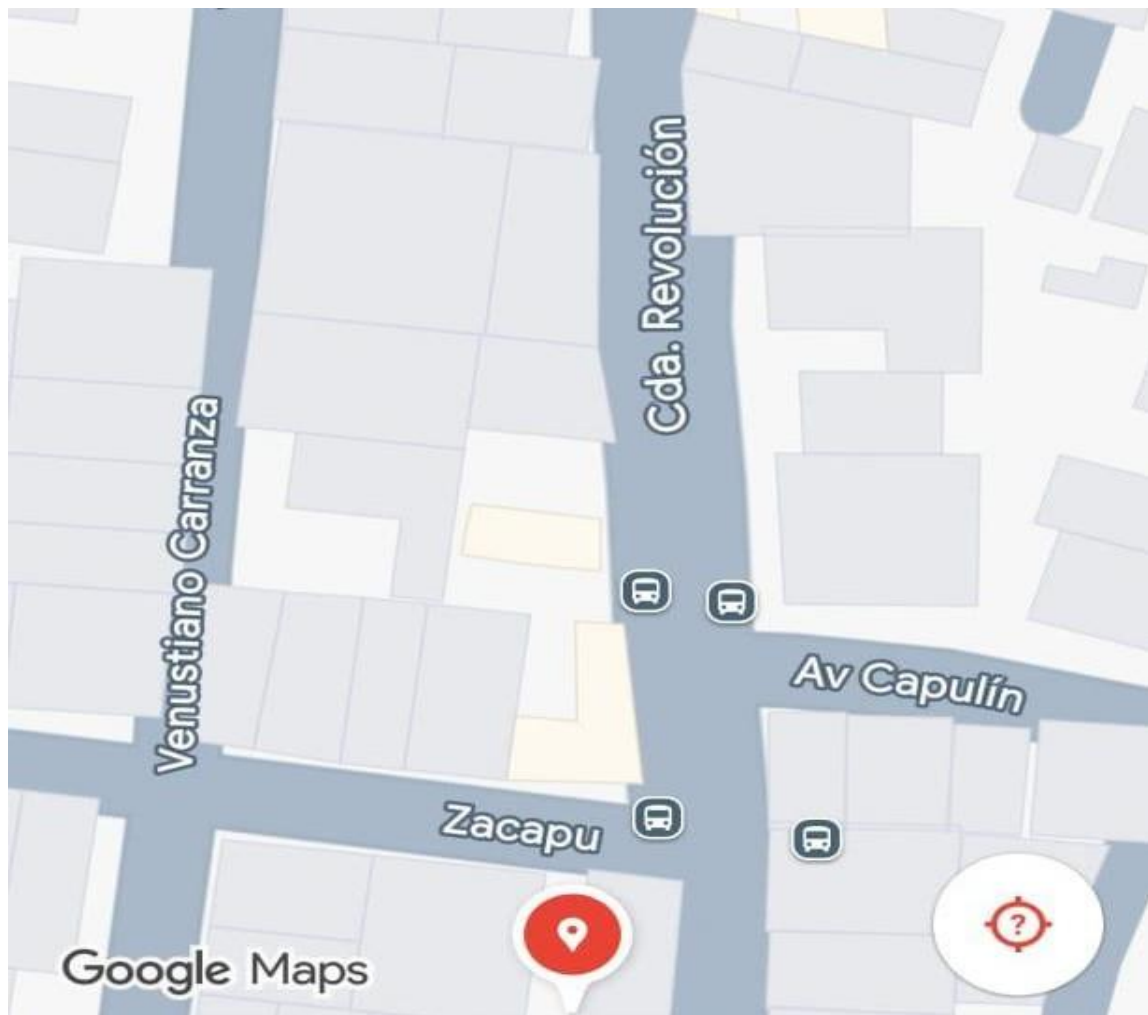 Cda. Revolución
Venustiano Carranza
Av Capulín
Zacapu
?
Google Maps